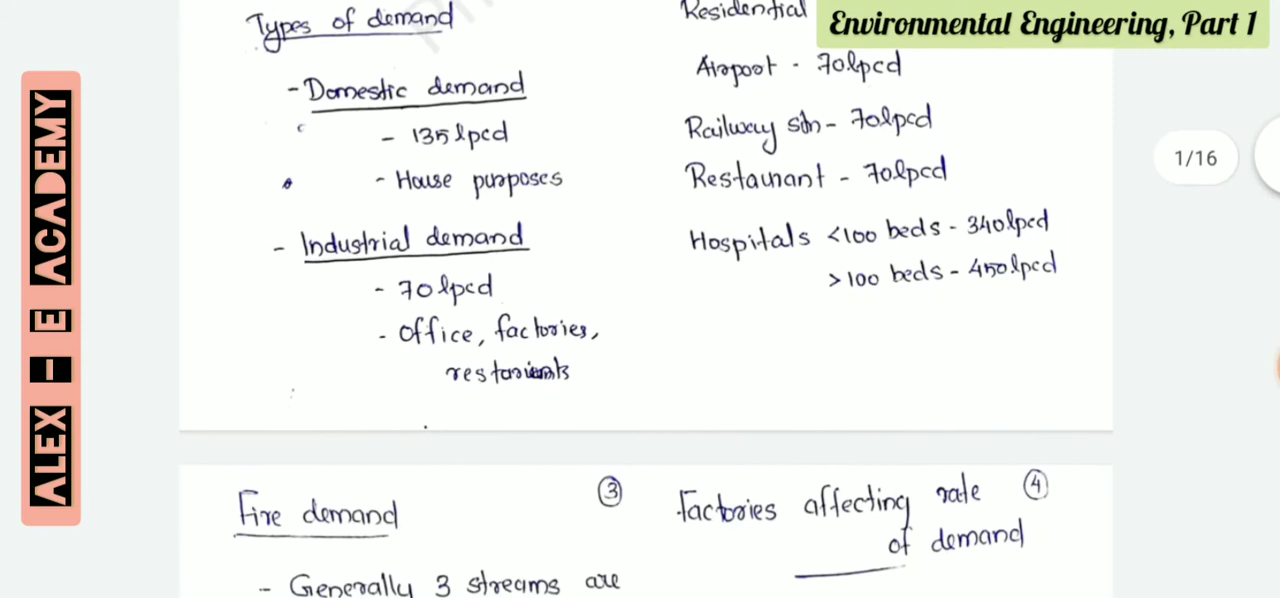 Types of demand
- Domestic demand
- 135 lpcd
- House purposes
- Industrial demand
- 70 lpcd
- Office, factories,
Residential
Airpoot - 70lpcd
Railway stn - 70lpcd
Restaurant - 70lpcd
Hospitals <100 beds - 340lpcd
>100 beds - 450lpcd
Environmental Engineering, Part 1
1/16
ALEX - E ACADEMY
Fire demand
③
- Generally 3 streams are
Factories affecting rate
④
of demand